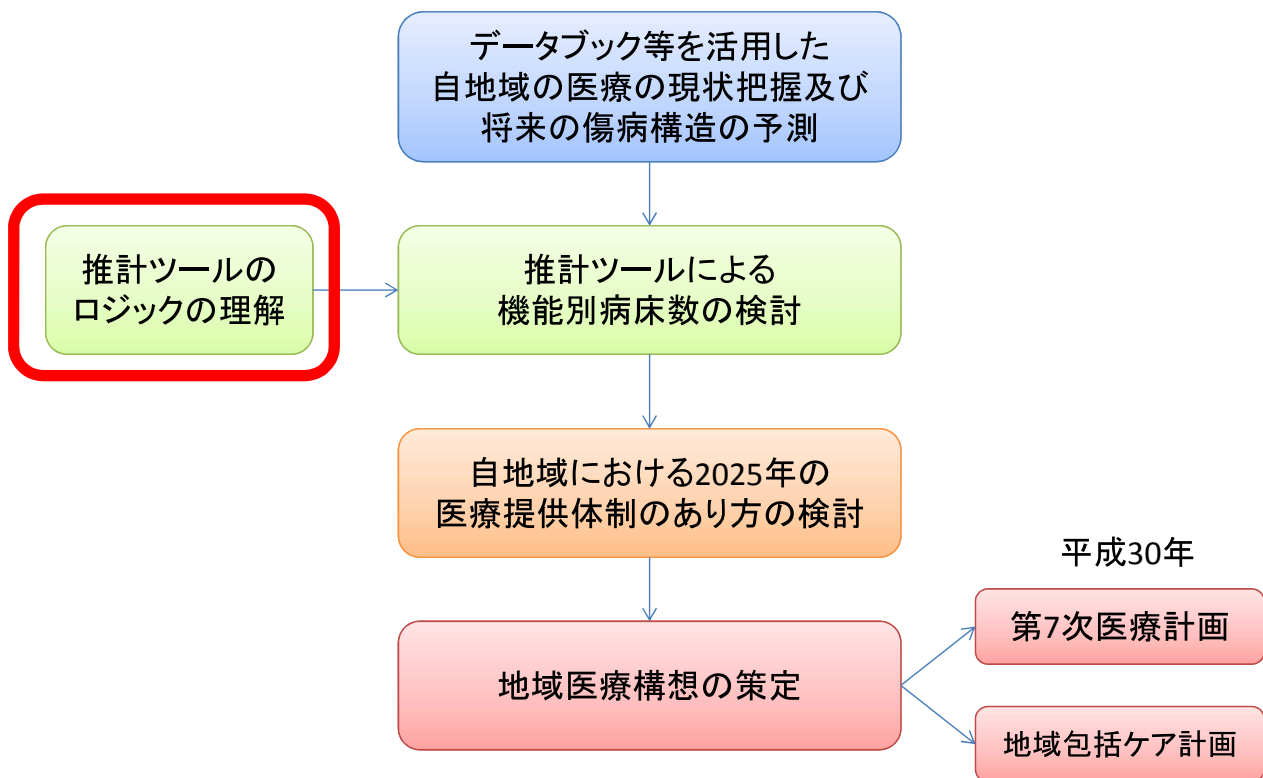 データブック等を活用した
自地域の医療の現状把握及び
将来の傷病構造の予測
推計ツールの
ロジックの理解
推計ツールによる
機能別病床数の検討
自地域における2025年の
医療提供体制のあり方の検討
平成30年
第7次医療計画
地域医療構想の策定
地域包括ケア計画